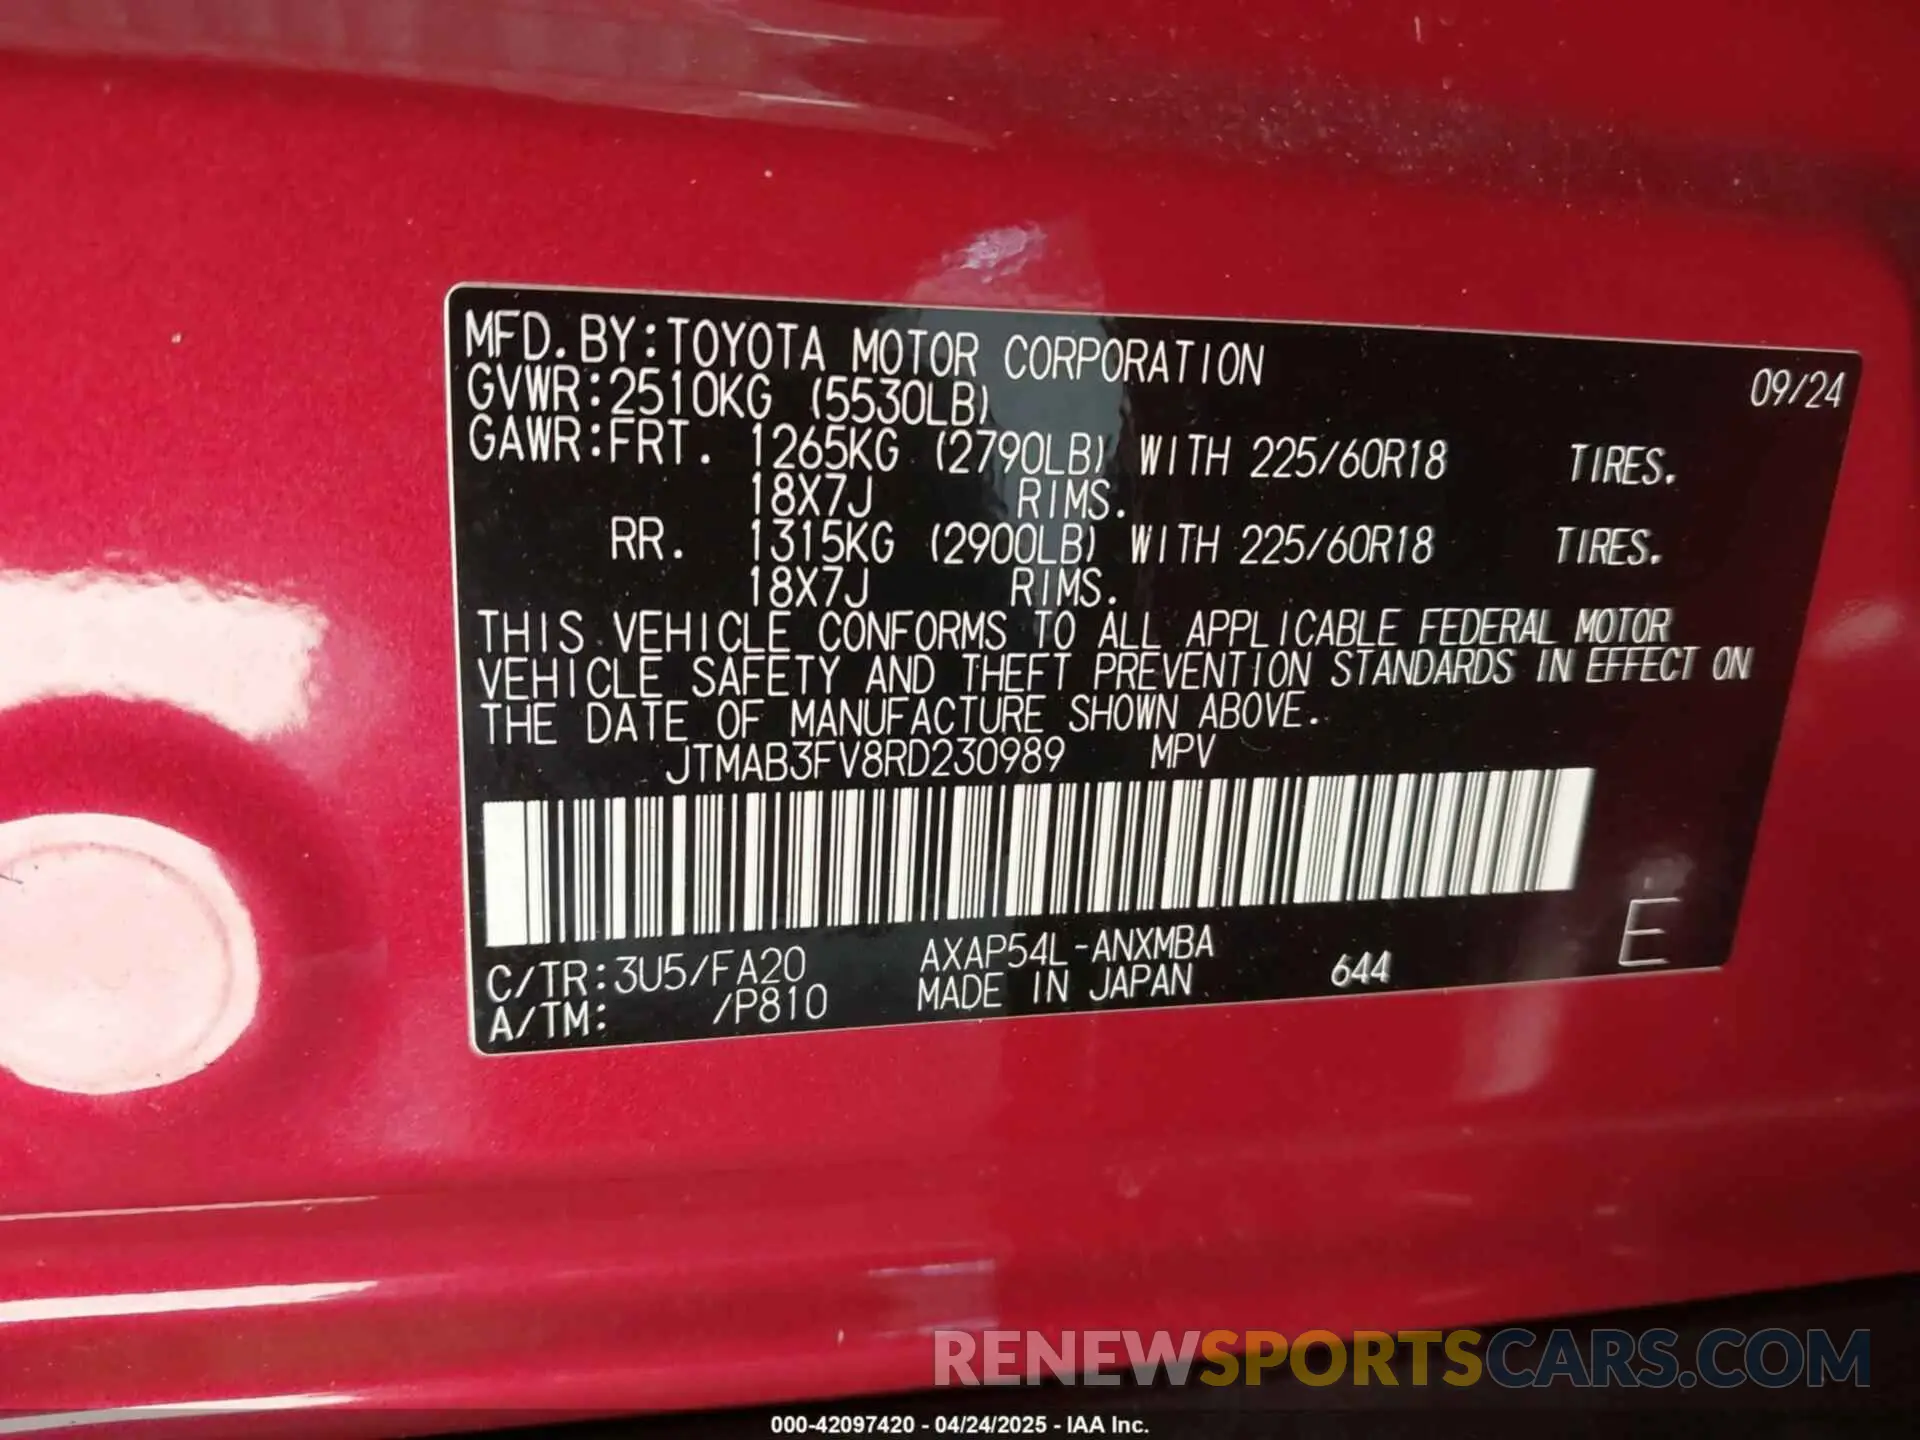 MFD. BY:TOYOTA MOTOR CORPORATION 09/24
GVWR:2510KG (5530LB)
GAWR:FRT. 1265KG (2790LB) WITH 225/60R18 TIRES.
18X7J RIMS.
RR. 1315KG (2900LB) WITH 225/60R18 TIRES.
18X7J RIMS.
THIS VEHICLE CONFORMS TO ALL APPLICABLE FEDERAL MOTOR
VEHICLE SAFETY AND THEFT PREVENTION STANDARDS IN EFFECT ON
THE DATE OF MANUFACTURE SHOWN ABOVE.
JTMAB3FV8RD230989 MPV
C/TR:3U5/FA20 AXAP54L-ANXMBA
A/TM: /P810 MADE IN JAPAN 644 E
RENEWSPORTSCARS.COM
000-42097420 - 04/24/2025 - IAA Inc.